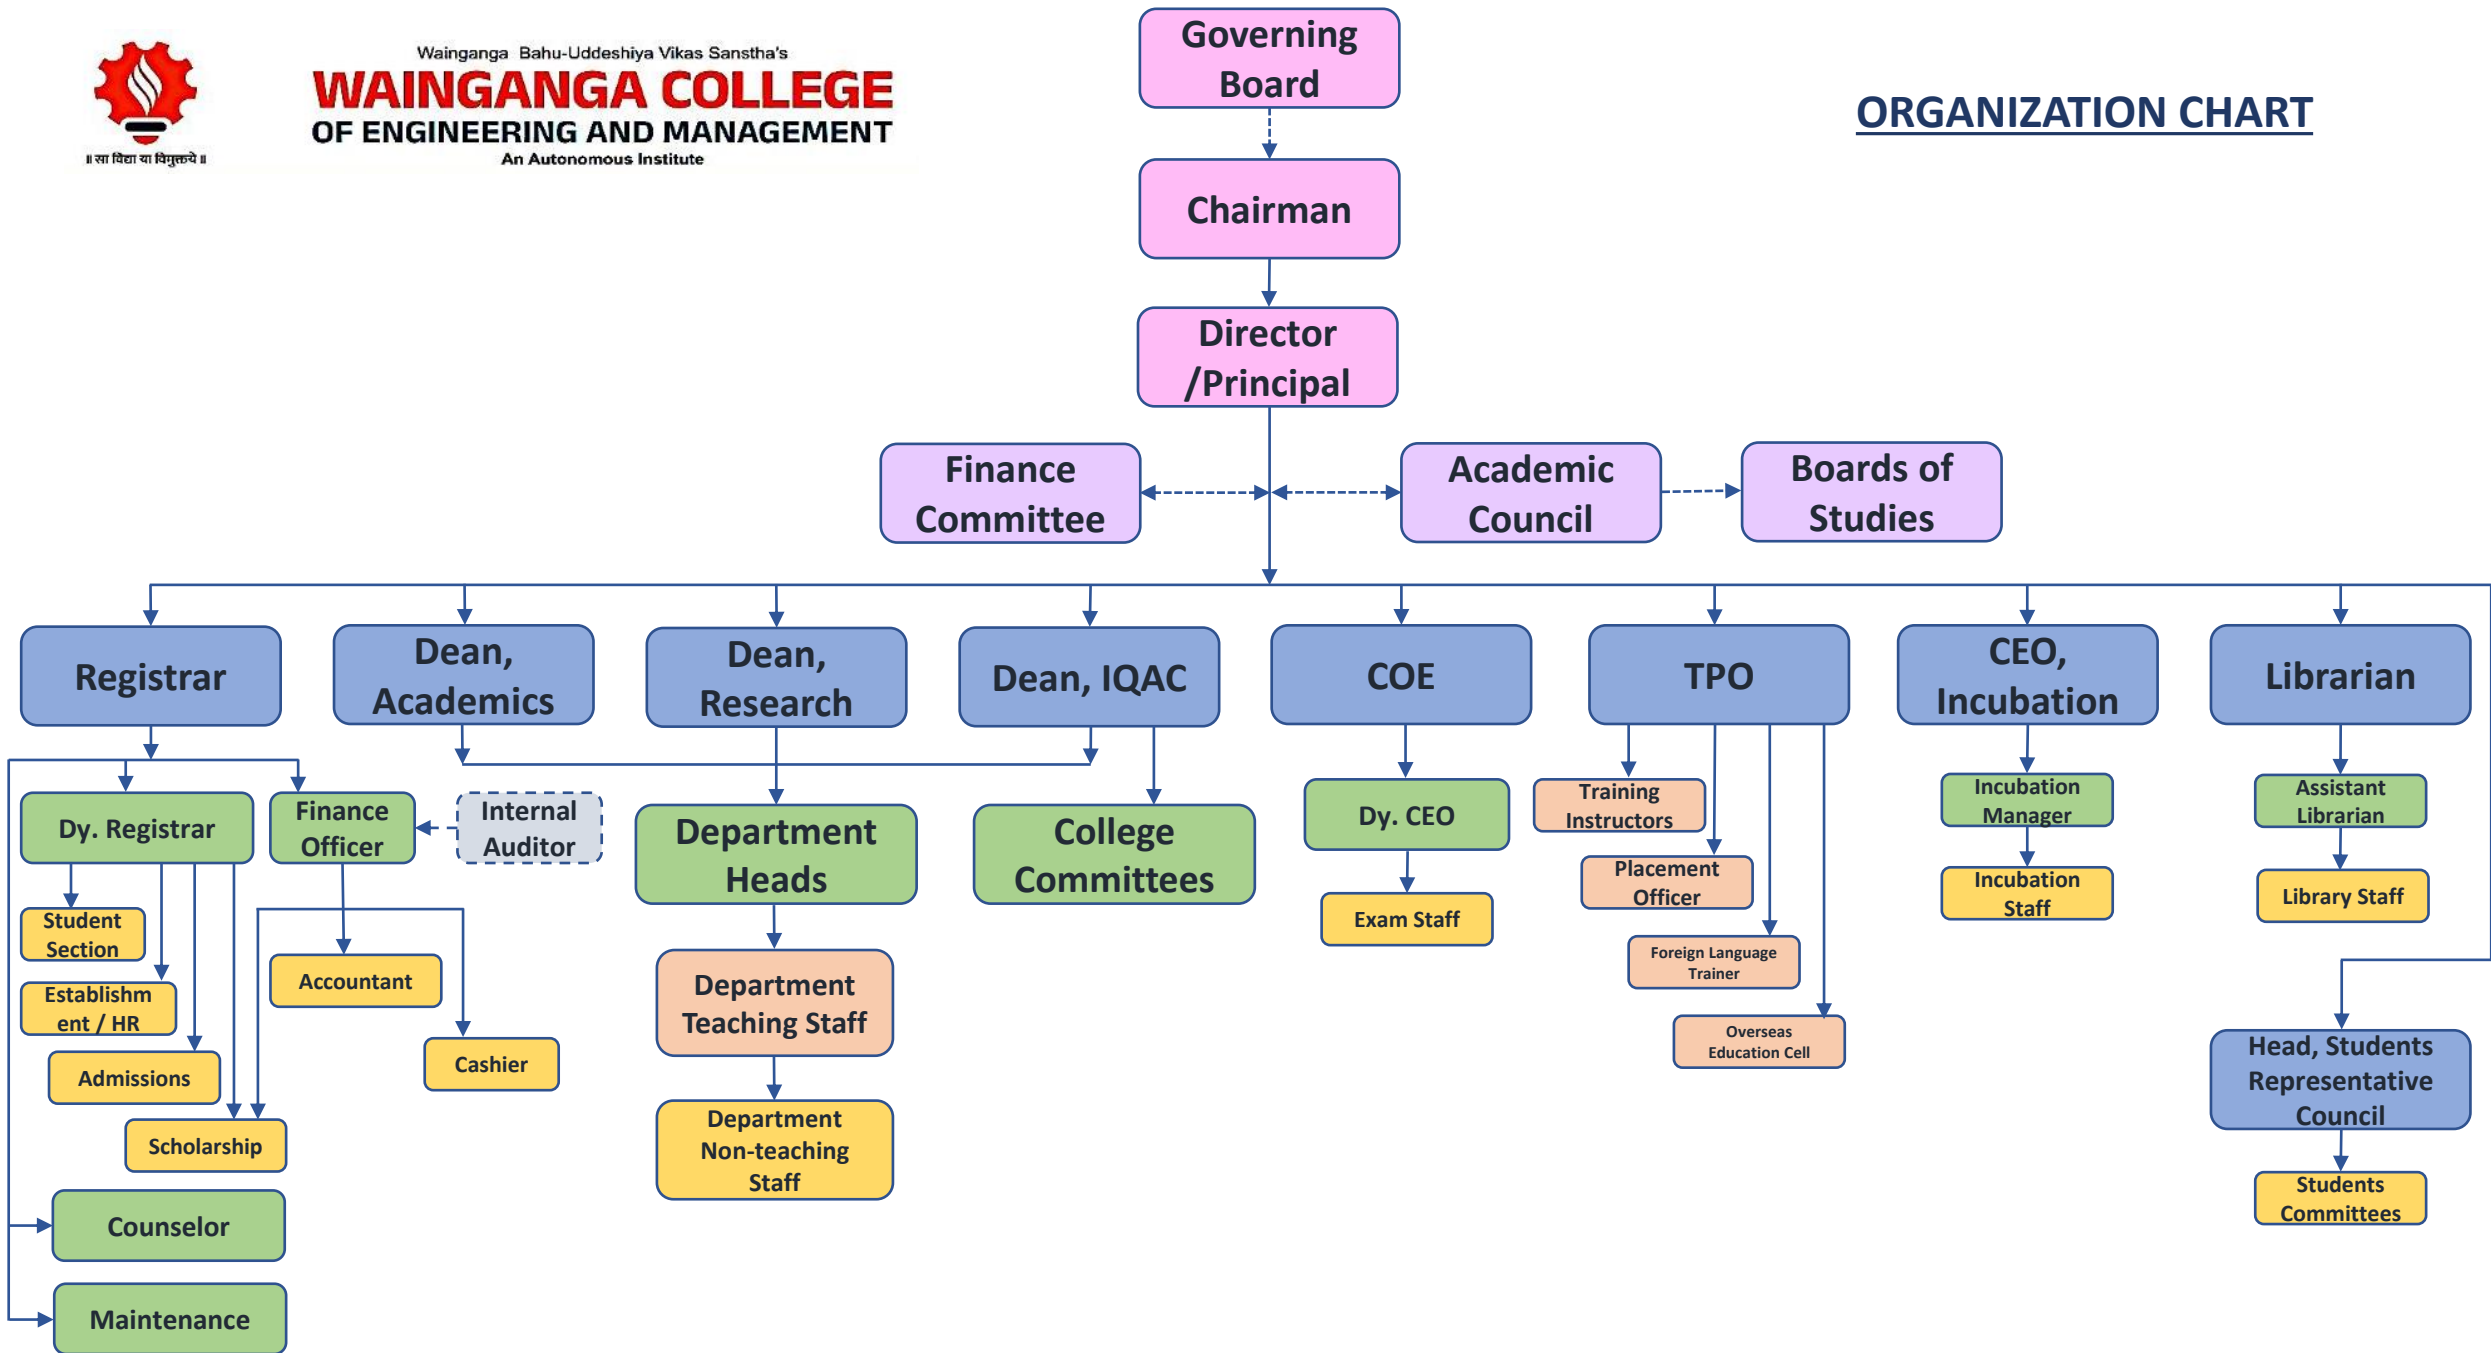 Wainganga Bahu-Uddeshiya Vikas Sanstha's
WAINGANGA COLLEGE
OF ENGINEERING AND MANAGEMENT
An Autonomous Institute
॥ सा विद्या या विमुक्तये ॥
ORGANIZATION CHART
Governing
Board
Chairman
Director
/Principal
Finance
Committee
Academic
Council
Boards of
Studies
Registrar
Dean,
Academics
Dean,
Research
Dean, IQAC
COE
TPO
CEO,
Incubation
Librarian
Dy. Registrar
Finance
Officer
Internal
Auditor
Department
Heads
College
Committees
Dy. CEO
Training
Instructors
Incubation
Manager
Assistant
Librarian
Student
Section
Establishm
ent / HR
Admissions
Scholarship
Accountant
Cashier
Counselor
Maintenance
Department
Teaching Staff
Department
Non-teaching
Staff
Exam Staff
Placement
Officer
Foreign Language
Trainer
Overseas
Education Cell
Incubation
Staff
Library Staff
Head, Students
Representative
Council
Students
Committees